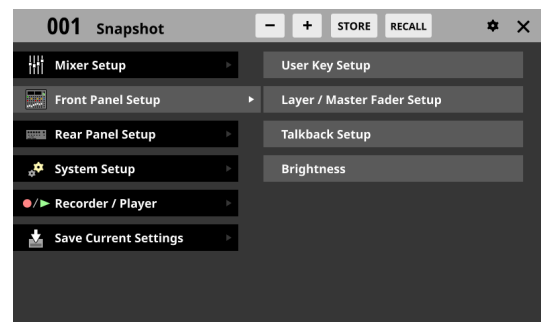 001 Snapshot - + STORE RECALL
Mixer Setup
User Key Setup
Front Panel Setup
Layer / Master Fader Setup
Rear Panel Setup
Talkback Setup
System Setup
Brightness
Recorder / Player
Save Current Settings